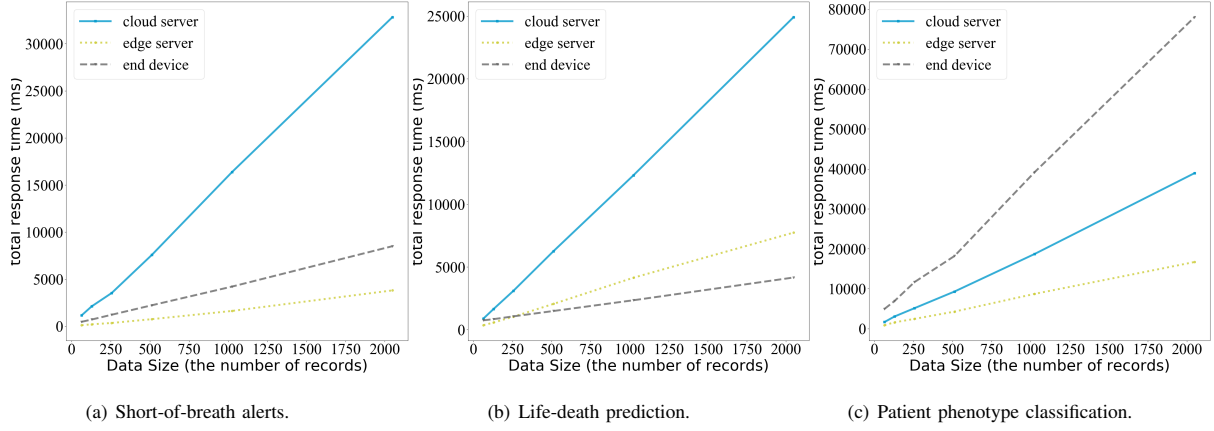 cloud server
edge server
end device
30000
25000
20000
15000
10000
5000
0
total response time (ms)
0 250 500 750 1000 1250 1500 1750 2000
Data Size (the number of records)
(a) Short-of-breath alerts.
cloud server
edge server
end device
25000
20000
15000
10000
5000
0
total response time (ms)
0 250 500 750 1000 1250 1500 1750 2000
Data Size (the number of records)
(b) Life-death prediction.
cloud server
edge server
end device
80000
70000
60000
50000
40000
30000
20000
10000
0
total response time (ms)
0 250 500 750 1000 1250 1500 1750 2000
Data Size (the number of records)
(c) Patient phenotype classification.